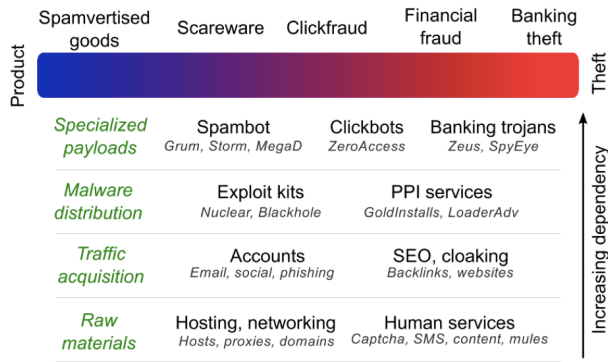 Spamvertised goods
Scareware
Clickfraud
Financial fraud
Banking theft
Product
Theft
Specialized payloads
Spambot
Grum, Storm, MegaD
Clickbots
ZeroAccess
Banking trojans
Zeus, SpyEye
Malware distribution
Exploit kits
Nuclear, Blackhole
PPI services
GoldInstalls, LoaderAdv
Traffic acquisition
Accounts
Email, social, phishing
SEO, cloaking
Backlinks, websites
Raw materials
Hosting, networking
Hosts, proxies, domains
Human services
Captcha, SMS, content, mules
Increasing dependency